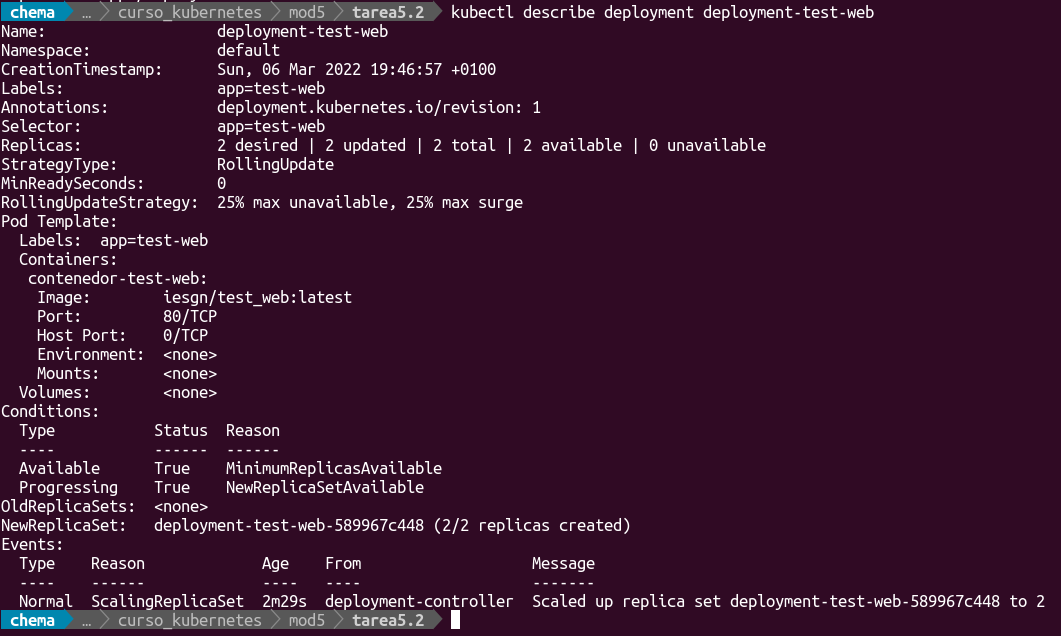 chema … curso_kubernetes mod5 tarea5.2 kubectl describe deployment deployment-test-web
Name:                   deployment-test-web
Namespace:              default
CreationTimestamp:      Sun, 06 Mar 2022 19:46:57 +0100
Labels:                 app=test-web
Annotations:            deployment.kubernetes.io/revision: 1
Selector:               app=test-web
Replicas:               2 desired | 2 updated | 2 total | 2 available | 0 unavailable
StrategyType:           RollingUpdate
MinReadySeconds:        0
RollingUpdateStrategy:  25% max unavailable, 25% max surge
Pod Template:
  Labels:  app=test-web
  Containers:
   contenedor-test-web:
    Image:        iesgn/test_web:latest
    Port:         80/TCP
    Host Port:    0/TCP
    Environment:  <none>
    Mounts:       <none>
  Volumes:        <none>
Conditions:
  Type           Status  Reason
  ----           ------  ------
  Available      True    MinimumReplicasAvailable
  Progressing    True    NewReplicaSetAvailable
OldReplicaSets:  <none>
NewReplicaSet:   deployment-test-web-589967c448 (2/2 replicas created)
Events:
  Type    Reason             Age    From                   Message
  ----    ------             ----   ----                   -------
  Normal  ScalingReplicaSet  2m29s  deployment-controller  Scaled up replica set deployment-test-web-589967c448 to 2
chema … curso_kubernetes mod5 tarea5.2